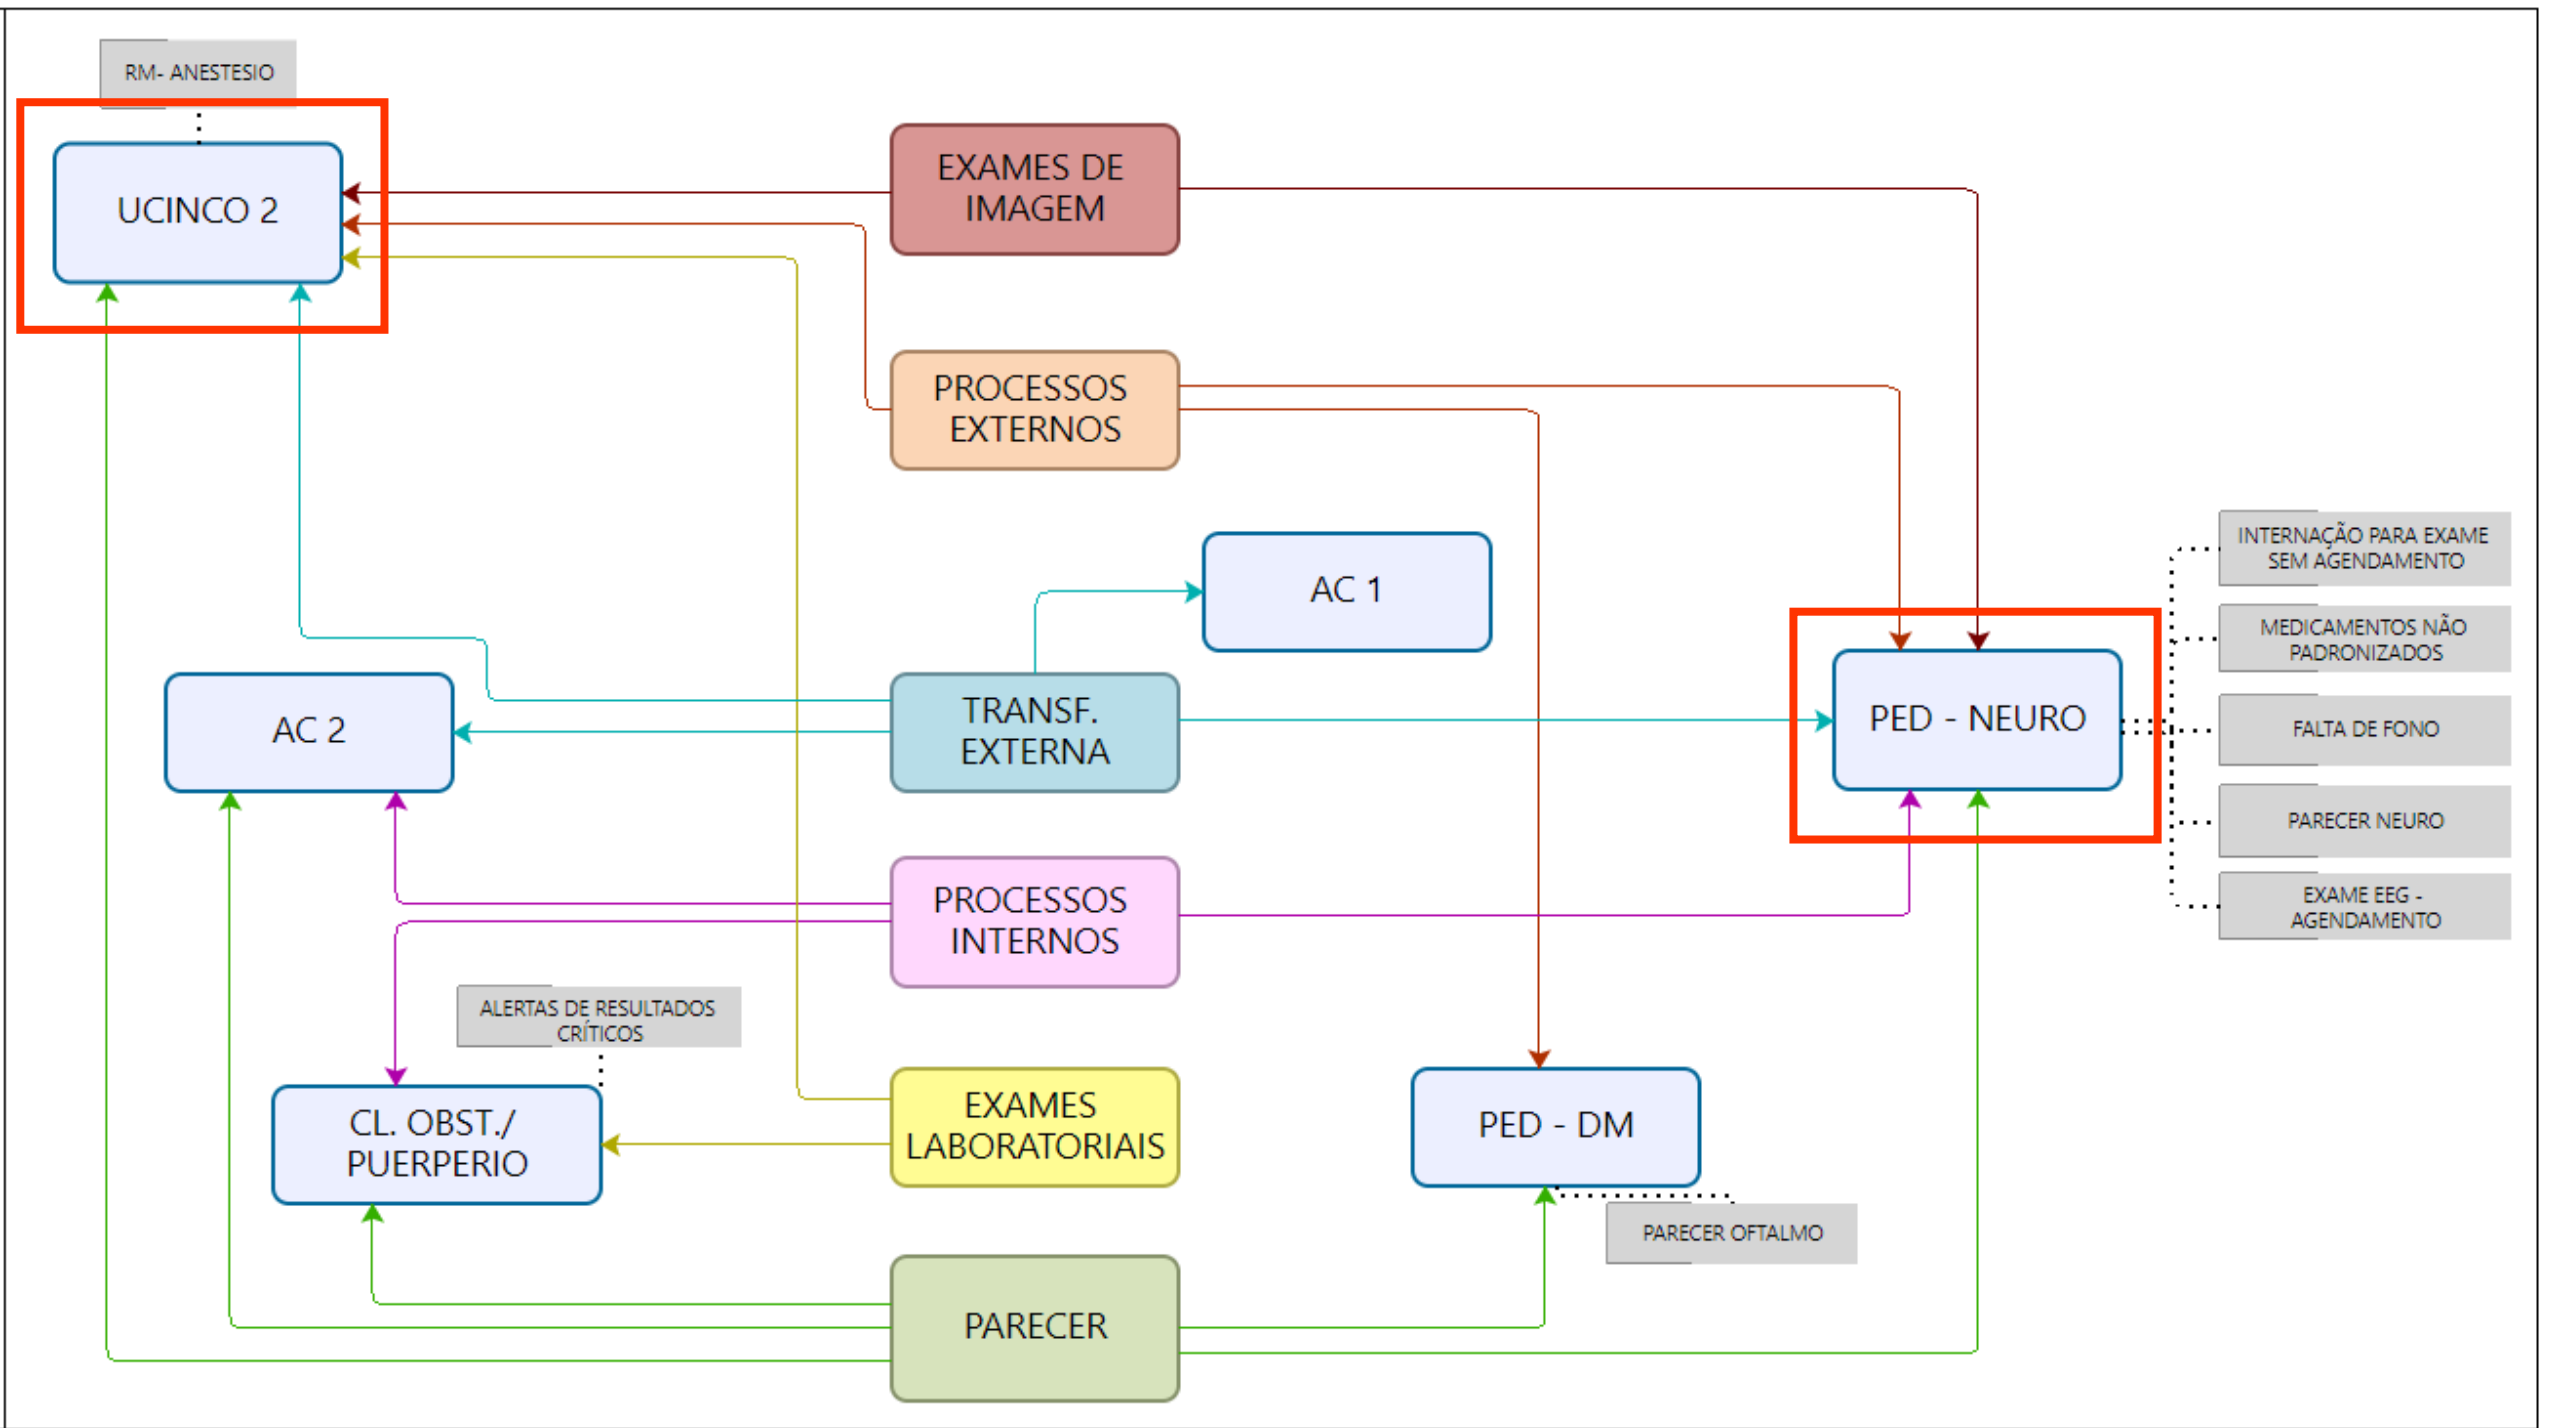 RM- ANESTESIO
UCINCO 2
EXAMES DE
IMAGEM
PROCESSOS
EXTERNOS
AC 1
INTERNAÇÃO PARA EXAME
SEM AGENDAMENTO
MEDICAMENTOS NÃO
PADRONIZADOS
AC 2
TRANSF.
EXTERNA
PED - NEURO
FALTA DE FONO
PARECER NEURO
PROCESSOS
INTERNOS
EXAME EEG -
AGENDAMENTO
ALERTAS DE RESULTADOS
CRÍTICOS
CL. OBST./
PUERPERIO
EXAMES
LABORATORIAIS
PED - DM
PARECER OFTALMO
PARECER